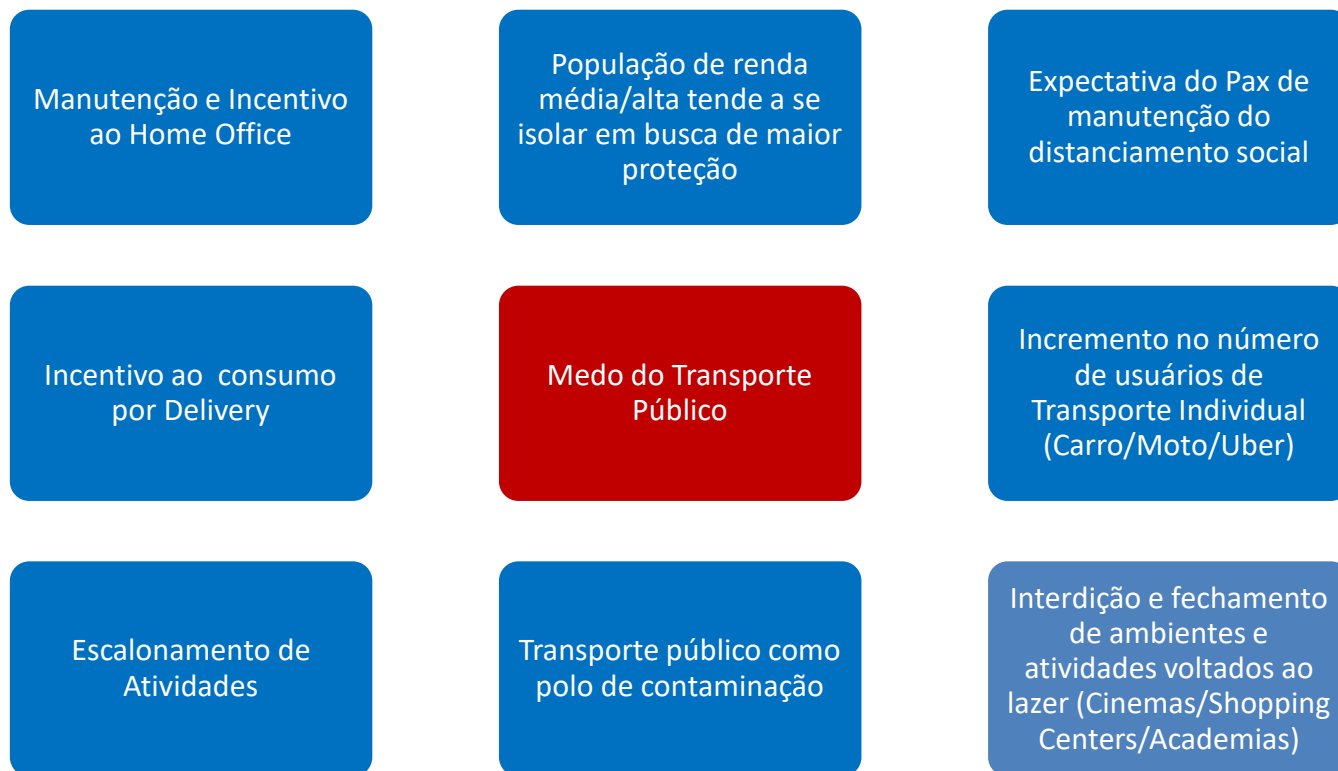 Manutenção e Incentivo
ao Home Office
População de renda
média/alta tende a se
isolar em busca de maior
proteção
Expectativa do Pax de
manutenção do
distanciamento social
Incentivo ao consumo
por Delivery
Medo do Transporte
Público
Incremento no número
de usuários de
Transporte Individual
(Carro/Moto/Uber)
Escalonamento de
Atividades
Transporte público como
polo de contaminação
Interdição e fechamento
de ambientes e
atividades voltados ao
lazer (Cinemas/Shopping
Centers/Academias)